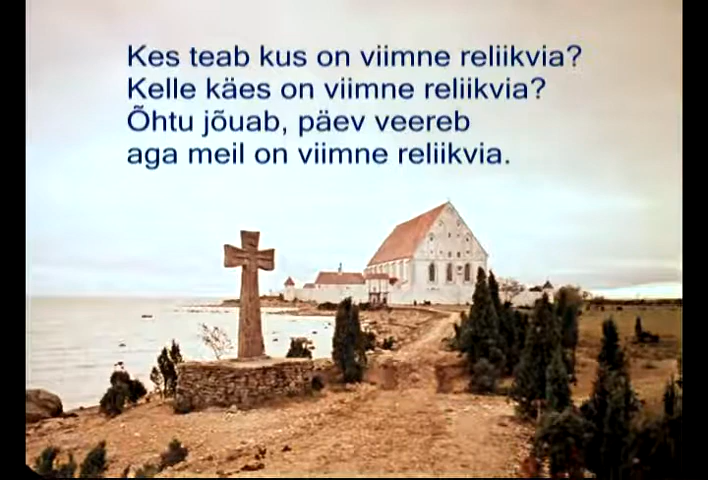 Kes teab kus on viimne reliikvia?
Kelle käes on viimne reliikvia?
Õhtu jõuab, päev veereb
aga meil on viimne reliikvia.